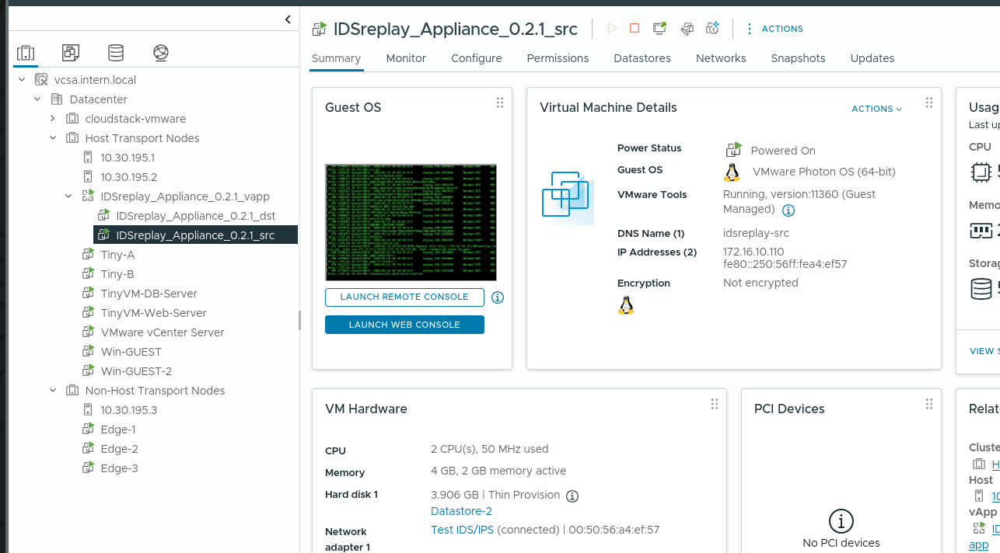 IDSreplay_Appliance_0.2.1_src
ACTIONS
Summary
Monitor
Configure
Permissions
Datastores
Networks
Snapshots
Updates
vcsa.intern.local
Datacenter
cloudstack-vmware
Host Transport Nodes
10.30.195.1
10.30.195.2
IDSreplay_Appliance_0.2.1_vapp
IDSreplay_Appliance_0.2.1_dst
IDSreplay_Appliance_0.2.1_src
Tiny-A
Tiny-B
TinyVM-DB-Server
TinyVM-Web-Server
VMware vCenter Server
Win-GUEST
Win-GUEST-2
Non-Host Transport Nodes
10.30.195.3
Edge-1
Edge-2
Edge-3
Guest OS
LAUNCH REMOTE CONSOLE
LAUNCH WEB CONSOLE
Virtual Machine Details
ACTIONS
Power Status
Powered On
Guest OS
VMware Photon OS (64-bit)
VMware Tools
Running, version:11360 (Guest
Managed)
DNS Name (1)
idsreplay-src
IP Addresses (2)
172.16.10.110
fe80::250:56ff:fea4:ef57
Encryption
Not encrypted
Usag
Last up
CPU
Memo
Storag
VIEW S
VM Hardware
CPU
2 CPU(s), 50 MHz used
Memory
4 GB, 2 GB memory active
Hard disk 1
3.906 GB | Thin Provision
Datastore-2
Network
adapter 1
Test IDS/IPS (connected) | 00:50:56:a4:ef:57
PCI Devices
No PCI devices
Relat
Cluste
H
Host
10
vApp
ID
app